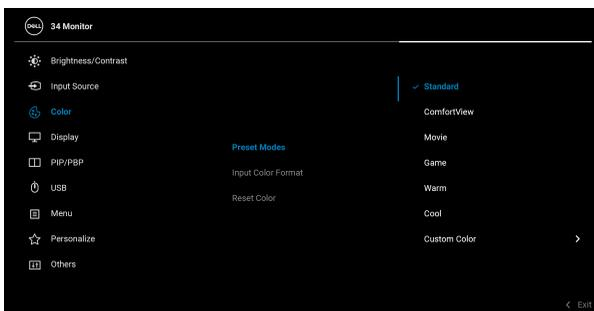 DELL 34 Monitor
Brightness/Contrast
Input Source
Color
Display
PIP/PBP
USB
Menu
Personalize
Others
Preset Modes
Input Color Format
Reset Color
Standard
ComfortView
Movie
Game
Warm
Cool
Custom Color
Exit